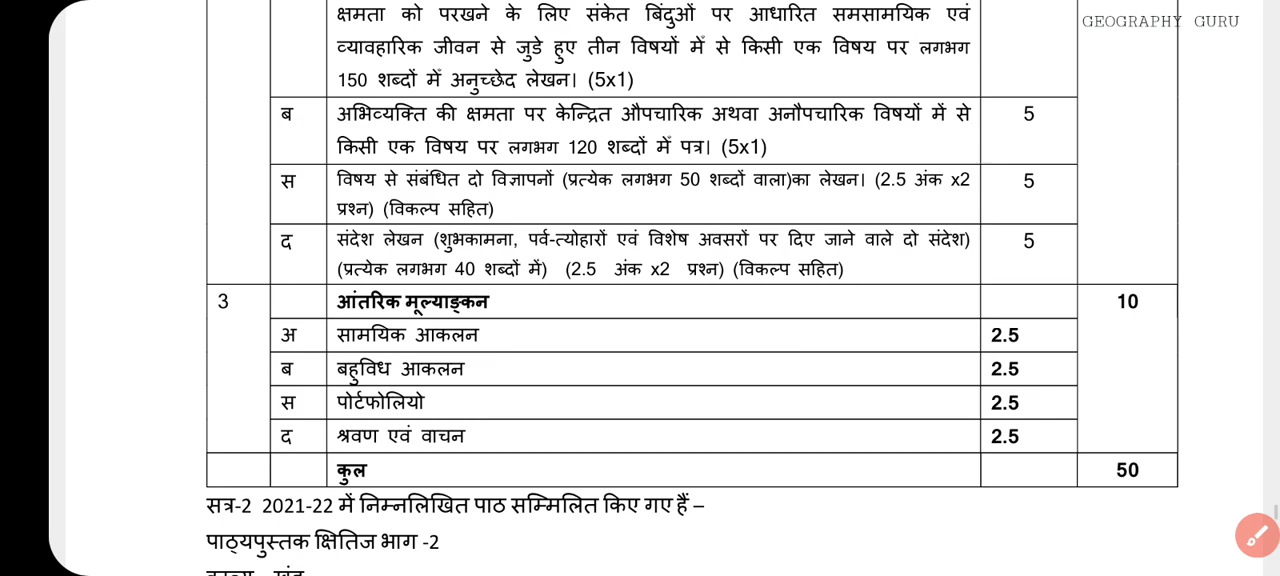 क्षमता को परखने के लिए संकेत बिंदुओं पर आधारित समसामयिक एवं
GEOGRAPHY GURU
व्यावहारिक जीवन से जुडे हुए तीन विषयों में से किसी एक विषय पर लगभग
150 शब्दों में अनुच्छेद लेखन। (5x1)
ब अभिव्यक्ति की क्षमता पर केन्द्रित औपचारिक अथवा अनौपचारिक विषयों में से 5
किसी एक विषय पर लगभग 120 शब्दों में पत्र। (5x1)
स विषय से संबंधित दो विज्ञापनों (प्रत्येक लगभग 50 शब्दों वाला)का लेखन। (2.5 अंक x2 5
प्रश्न) (विकल्प सहित)
द संदेश लेखन (शुभकामना, पर्व-त्योहारों एवं विशेष अवसरों पर दिए जाने वाले दो संदेश) 5
(प्रत्येक लगभग 40 शब्दों में) (2.5 अंक x2 प्रश्न) (विकल्प सहित)
3 आंतरिक मूल्याङ्कन 10
अ सामयिक आकलन 2.5
ब बहुविध आकलन 2.5
स पोर्टफोलियो 2.5
द श्रवण एवं वाचन 2.5
कुल 50
सत्र-2 2021-22 में निम्नलिखित पाठ सम्मिलित किए गए हैं –
पाठ्यपुस्तक क्षितिज भाग -2